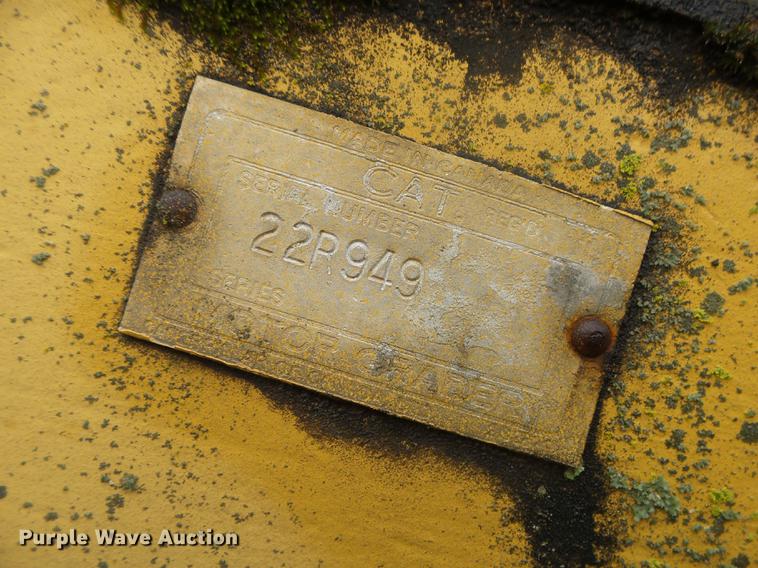 MADE IN CANADA
CAT. REG'D.
SERIAL NUMBER
22R949
SERIES
MOTOR GRADER
Purple Wave Auction